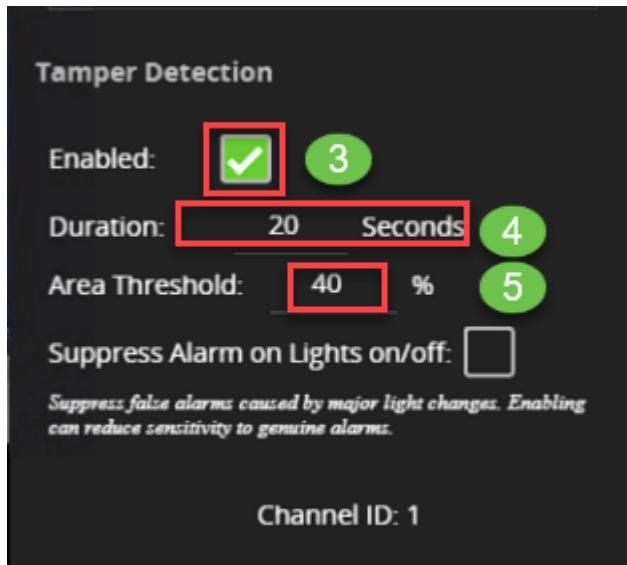 Tamper Detection
Enabled: 3
Duration: 20 Seconds 4
Area Threshold: 40 % 5
Suppress Alarm on Lights on/off:
Suppress false alarms caused by major light changes. Enabling
can reduce sensitivity to genuine alarms.
Channel ID: 1